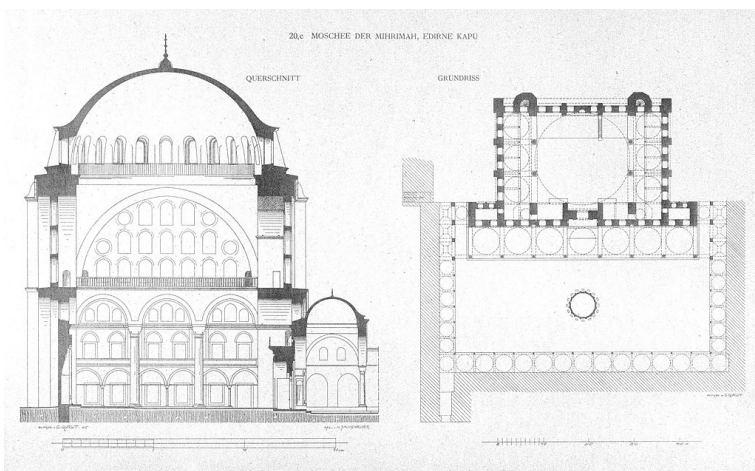 20,c MOSCHEE DER MIHRIMAH, EDIRNE KAPU
QUERSCHNITT
GRUNDRISS